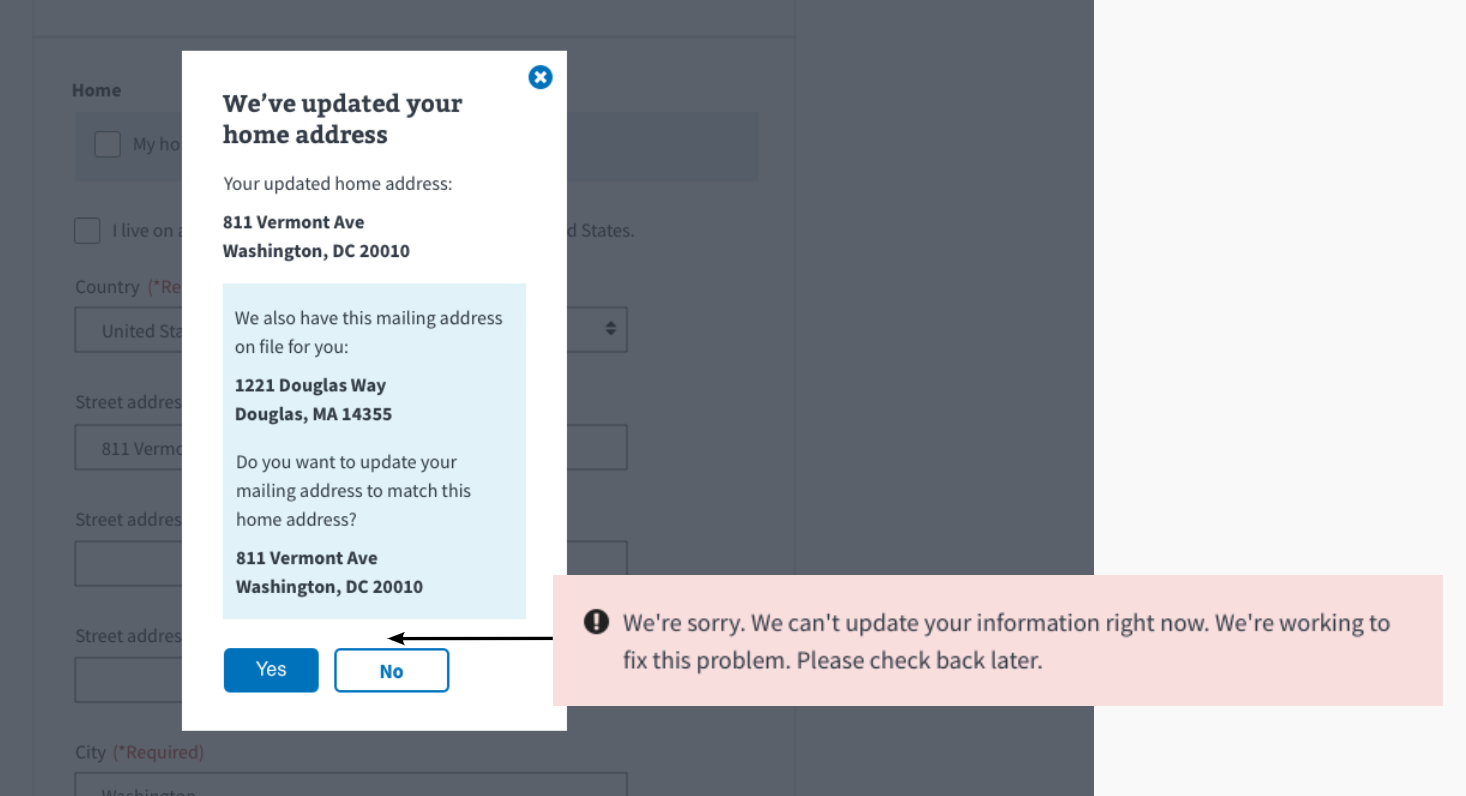 Home
My ho
We've updated your
home address
Your updated home address:
811 Vermont Ave
Washington, DC 20010
I live on a
d States.
Country (*Re
United Sta
We also have this mailing address
on file for you:
1221 Douglas Way
Douglas, MA 14355
Street addres
811 Vermo
Do you want to update your
mailing address to match this
home address?
Street addres
811 Vermont Ave
Washington, DC 20010
We're sorry. We can't update your information right now. We're working to
fix this problem. Please check back later.
Street addres
Yes
No
City (*Required)
Washington